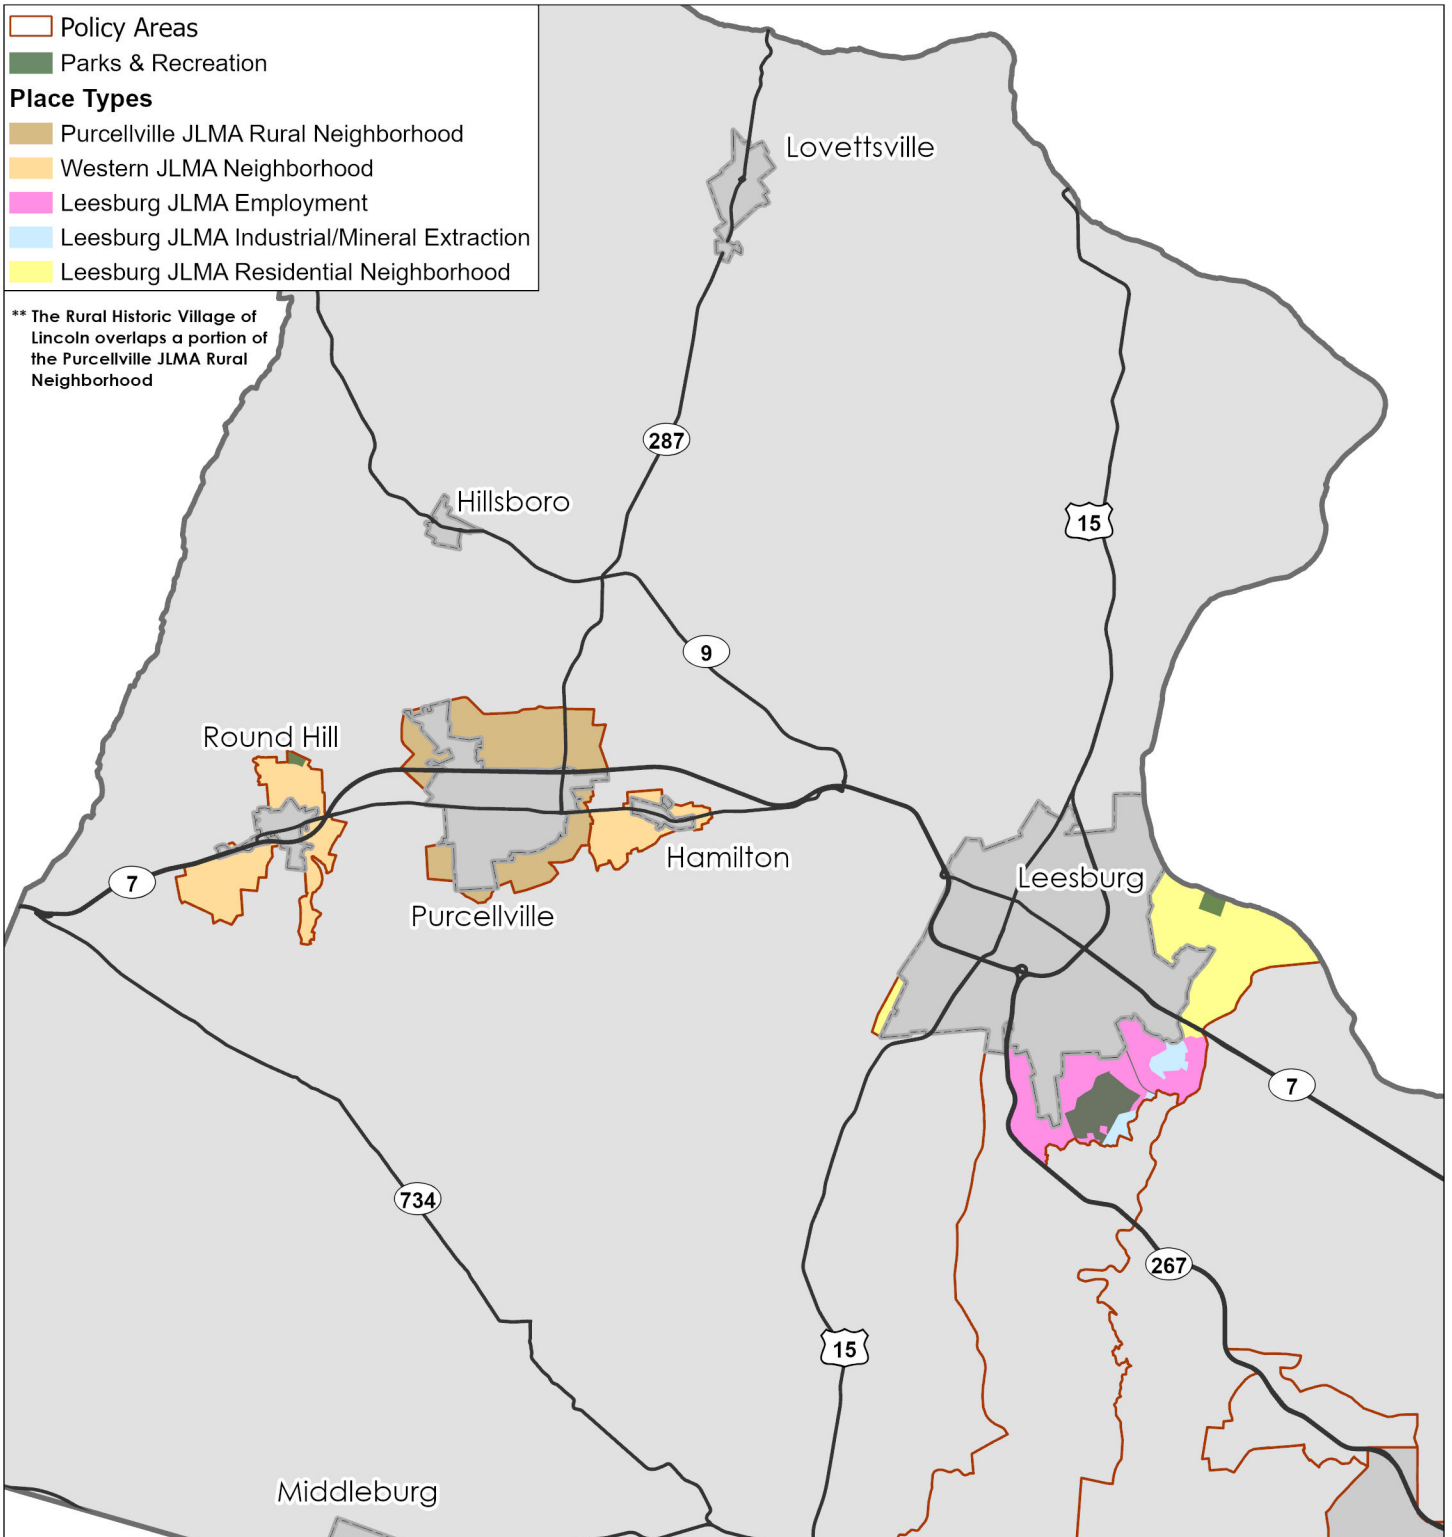 Policy Areas
Parks & Recreation
Place Types
Purcellville JLMA Rural Neighborhood
Western JLMA Neighborhood
Leesburg JLMA Employment
Leesburg JLMA Industrial/Mineral Extraction
Leesburg JLMA Residential Neighborhood
** The Rural Historic Village of
Lincoln overlaps a portion of
the Purcellville JLMA Rural
Neighborhood
Lovettsville
287
Hillsboro
15
9
Round Hill
Hamilton
7
Leesburg
Purcellville
7
734
267
15
Middleburg